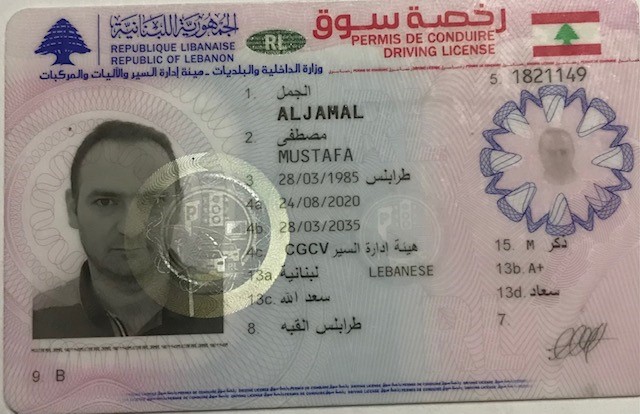 الجمهورية اللبنانية
REPUBLIQUE LIBANAISE
REPUBLIC OF LEBANON
RL
رخصة سوق
PERMIS DE CONDUIRE
DRIVING LICENSE
وزارة الداخلية والبلديات - هيئة إدارة السير والآليات والمركبات
5. 1821149
1. الجمل
ALJAMAL
2. مصطفى
MUSTAFA
3. 28/03/1985 طرابلس
4a 24/08/2020
4b. 28/03/2035
4c CGCV هيئة ادارة السير
15. M ذكر
13a لبنانية LEBANESE
13b. A+
13c. سعد الله
13d. سعاد
8. طرابلس القبه
7.
9. B